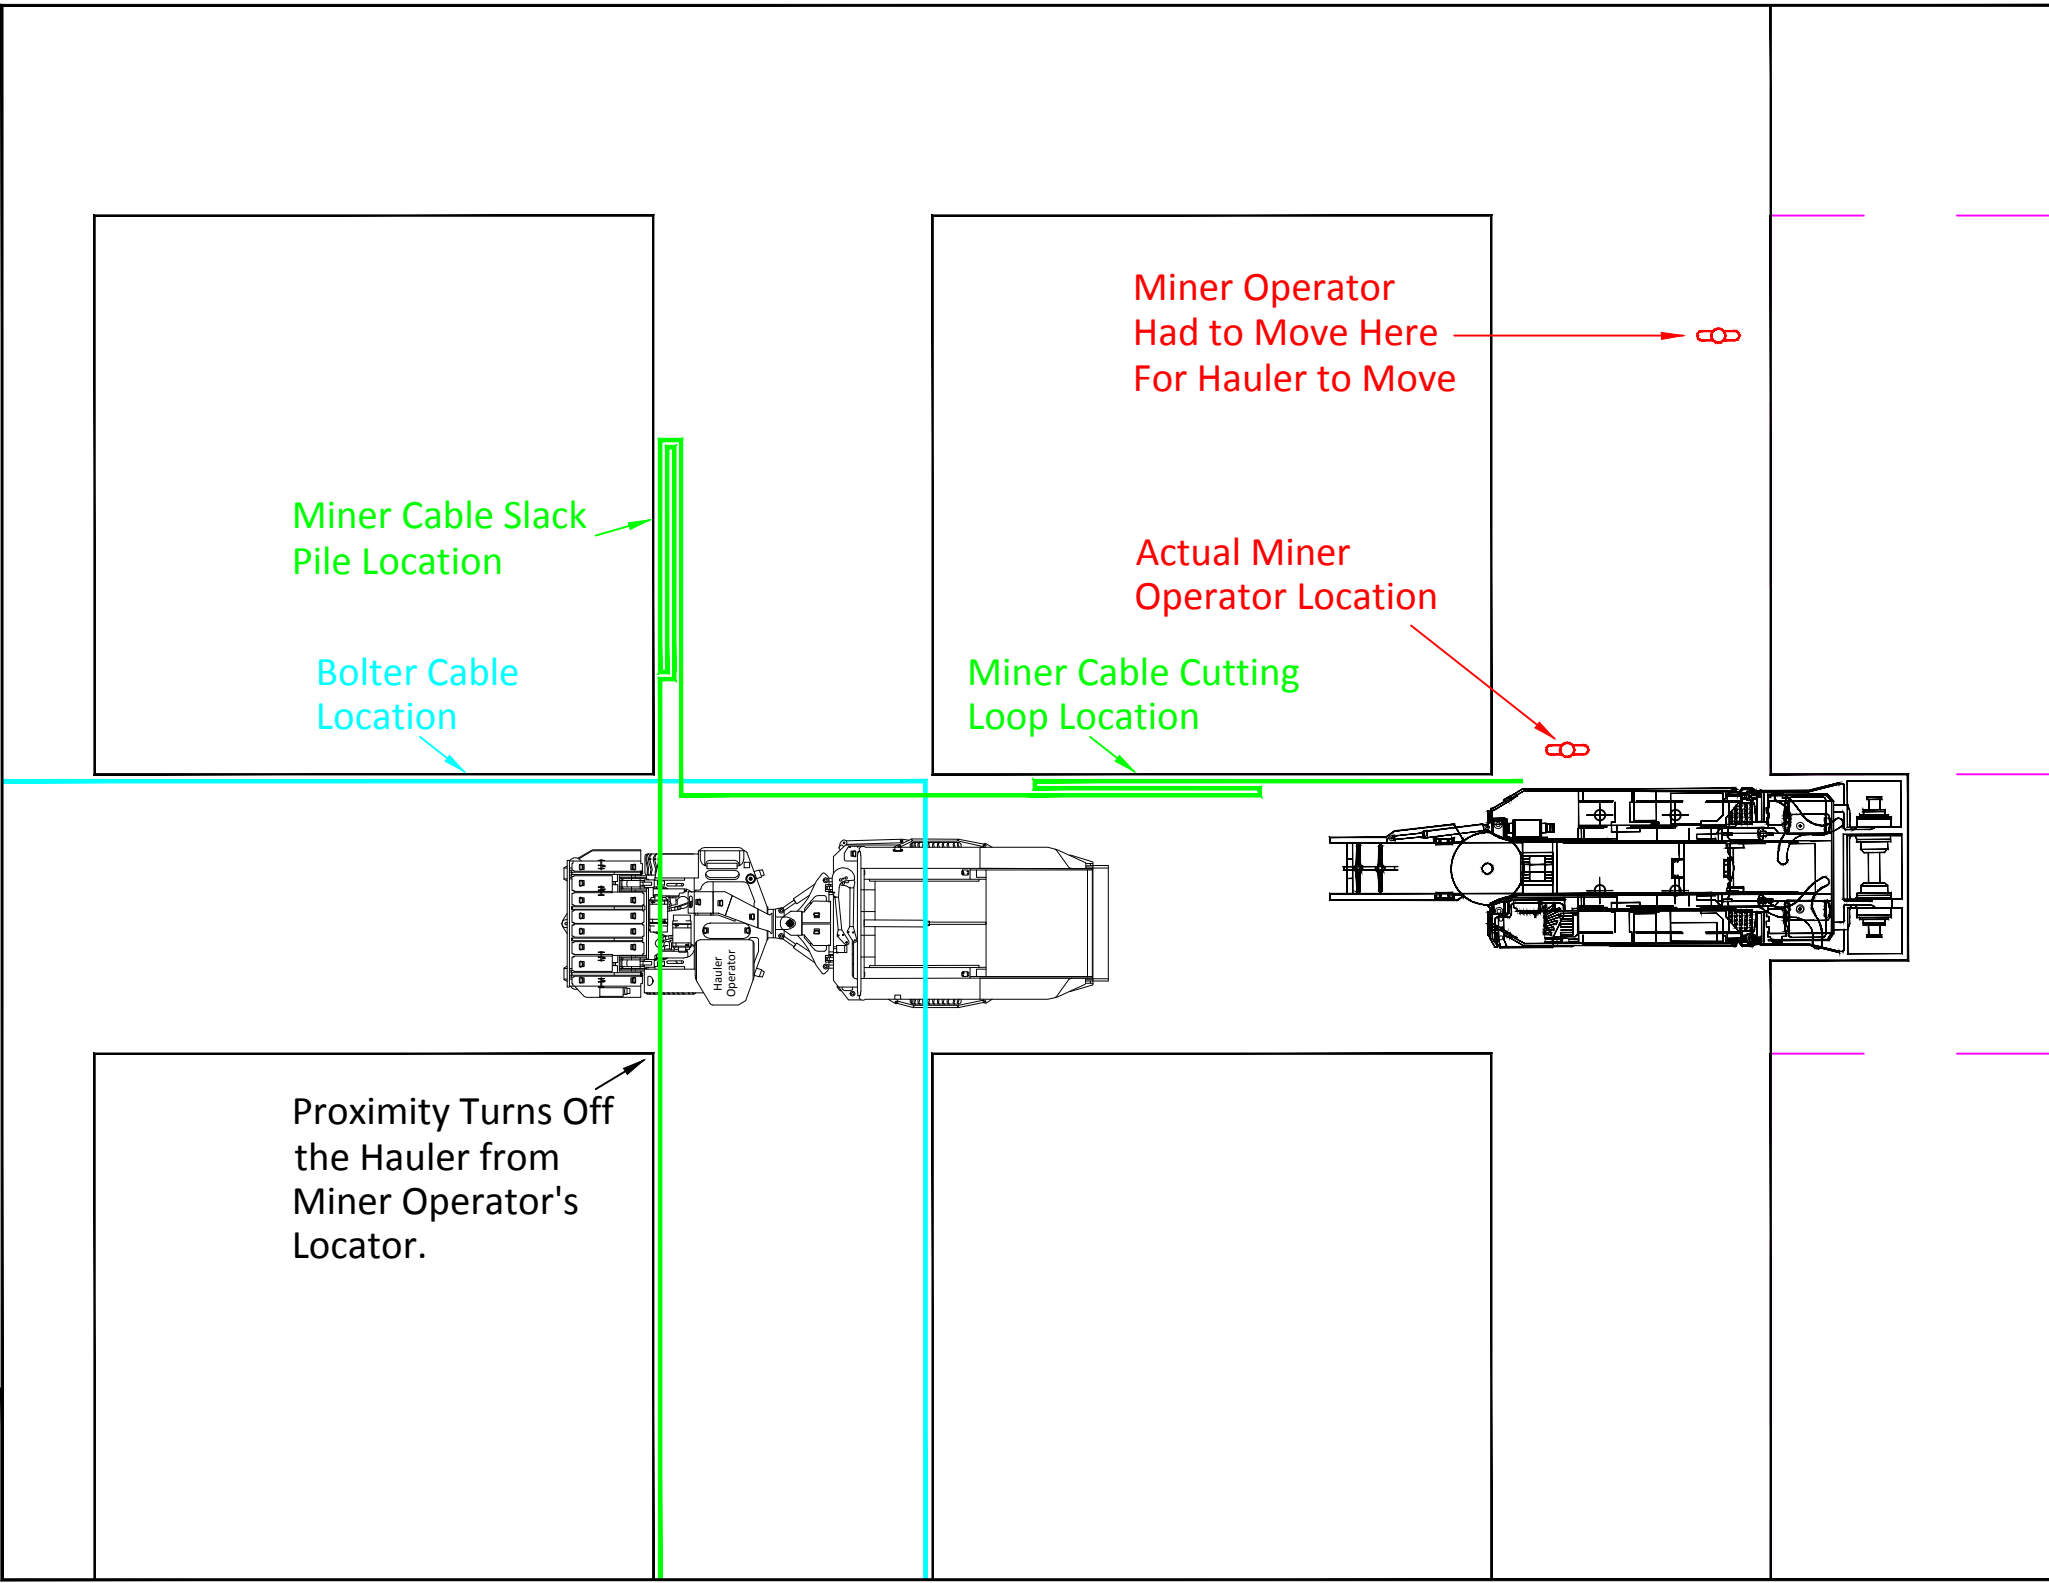 Miner Operator
Had to Move Here
For Hauler to Move
Miner Cable Slack
Pile Location
Actual Miner
Operator Location
Bolter Cable
Location
Miner Cable Cutting
Loop Location
Hauler
Operator
Proximity Turns Off
the Hauler from
Miner Operator's
Locator.